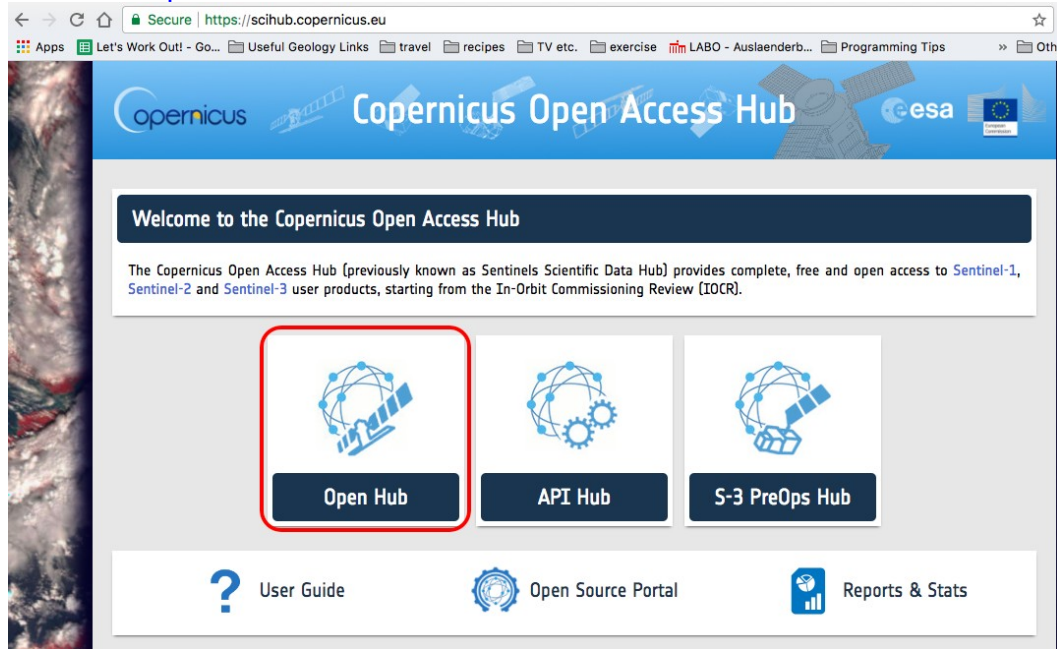 Secure | https://scihub.copernicus.eu
Apps Let's Work Out! - Go... Useful Geology Links travel recipes TV etc. exercise LABO - Auslaenderb... Programming Tips » Oth
opernicus Copernicus Open Access Hub esa
European
Commission
Welcome to the Copernicus Open Access Hub
The Copernicus Open Access Hub (previously known as Sentinels Scientific Data Hub) provides complete, free and open access to Sentinel-1,
Sentinel-2 and Sentinel-3 user products, starting from the In-Orbit Commissioning Review (IOCR).
Open Hub API Hub S-3 PreOps Hub
? User Guide Open Source Portal Reports & Stats